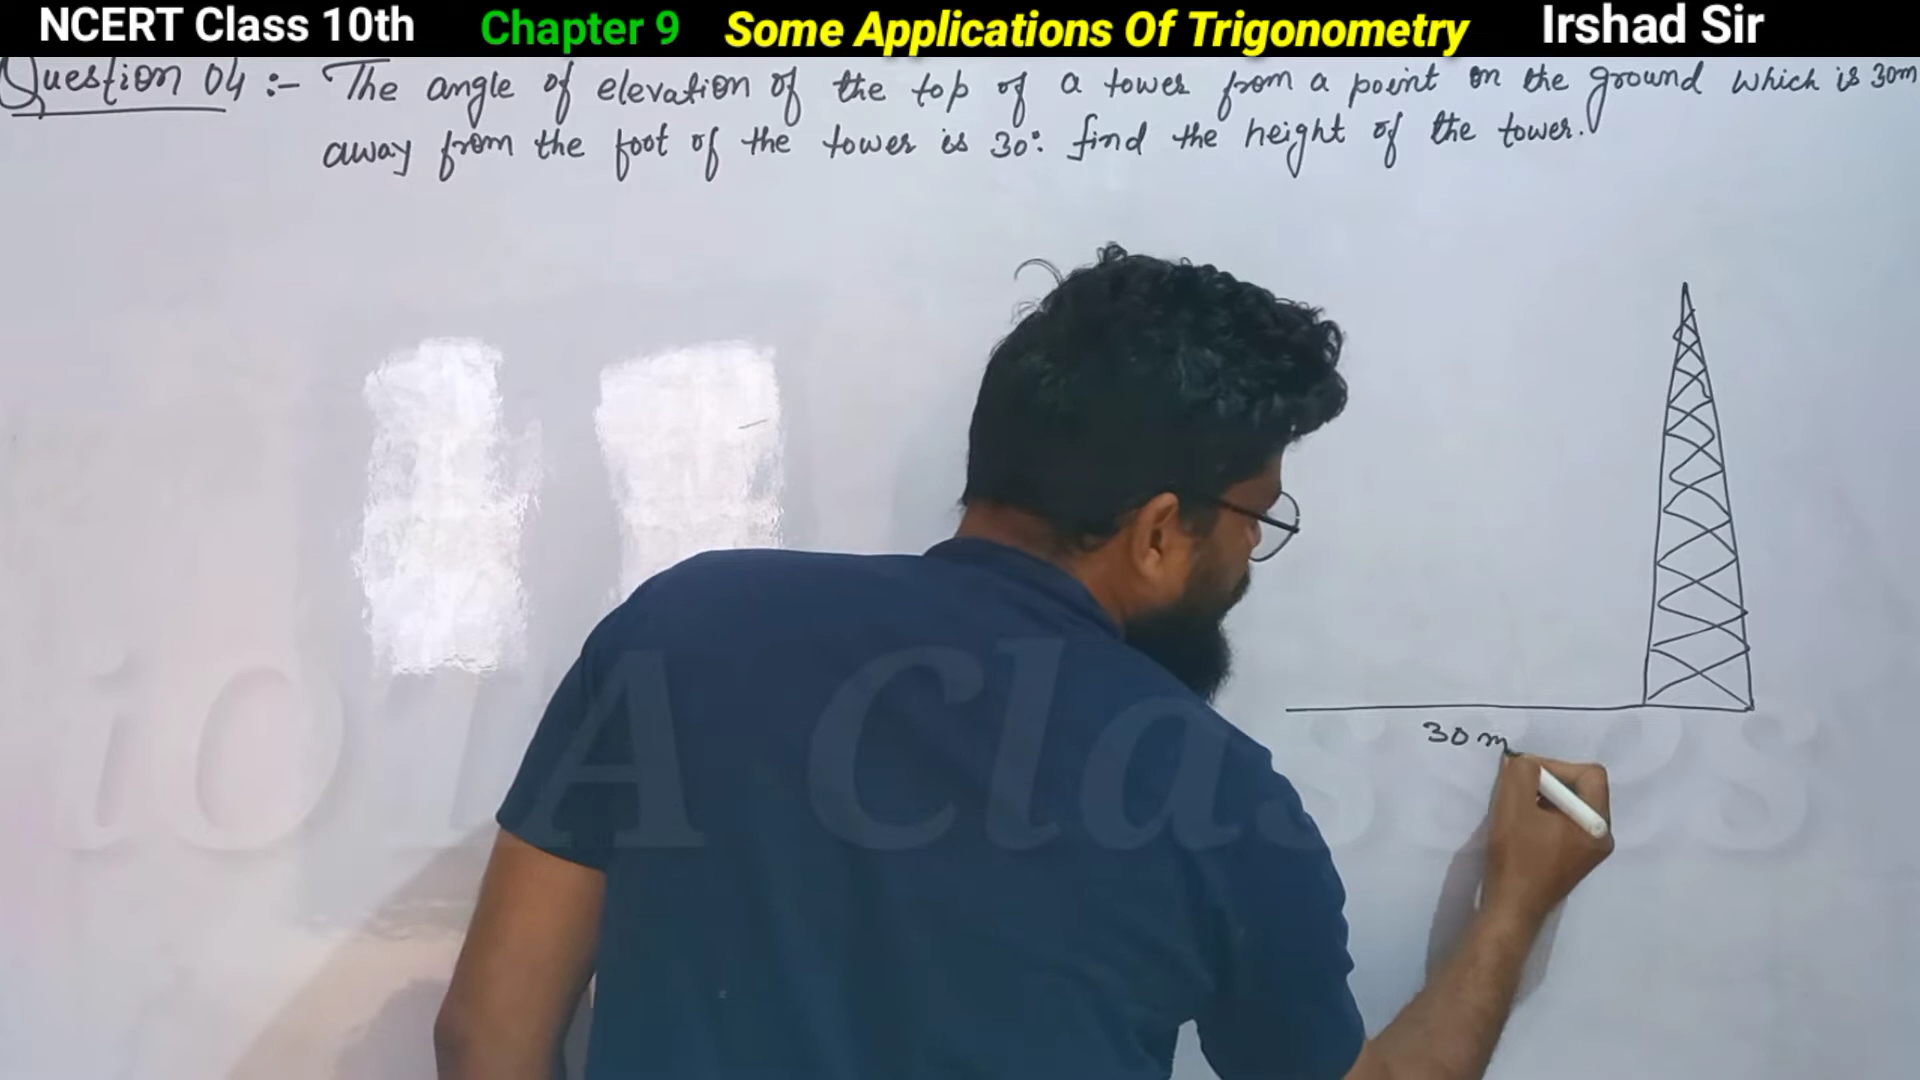 NCERT Class 10th Chapter 9 Some Applications Of Trigonometry Irshad Sir
Question 04 :- The angle of elevation of the top of a tower from a point on the ground which is 30m
away from the foot of the tower is 30°. find the height of the tower.
30 m
iOTA Classes